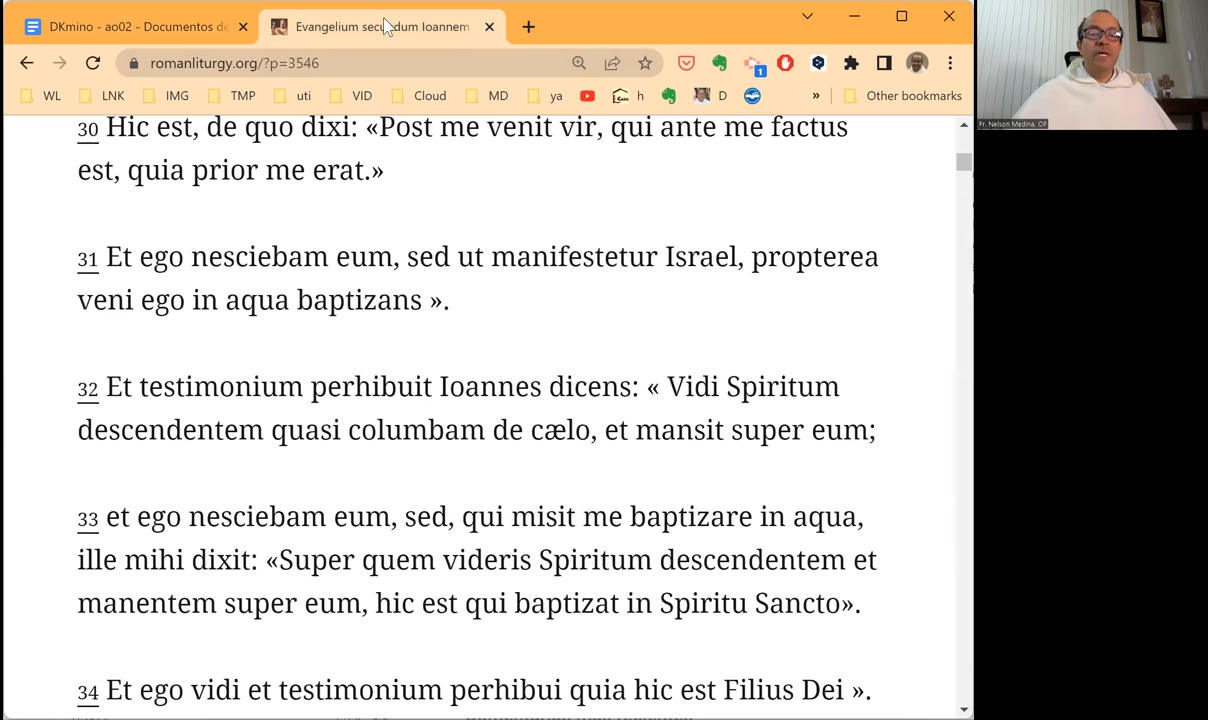 DKmino - ao02 - Documentos de
Evangelium secundum Ioannem
romanliturgy.org/?p=3546
1
WL LNK IMG TMP uti VID Cloud MD ya h D » Other bookmarks
30 Hic est, de quo dixi: «Post me venit vir, qui ante me factus
est, quia prior me erat.»
31 Et ego nesciebam eum, sed ut manifestetur Israel, propterea
veni ego in aqua baptizans ».
32 Et testimonium perhibuit Ioannes dicens: « Vidi Spiritum
descendentem quasi columbam de cælo, et mansit super eum;
33 et ego nesciebam eum, sed, qui misit me baptizare in aqua,
ille mihi dixit: «Super quem videris Spiritum descendentem et
manentem super eum, hic est qui baptizat in Spiritu Sancto».
34 Et ego vidi et testimonium perhibui quia hic est Filius Dei ».
Fr. Nelson Medina, OP